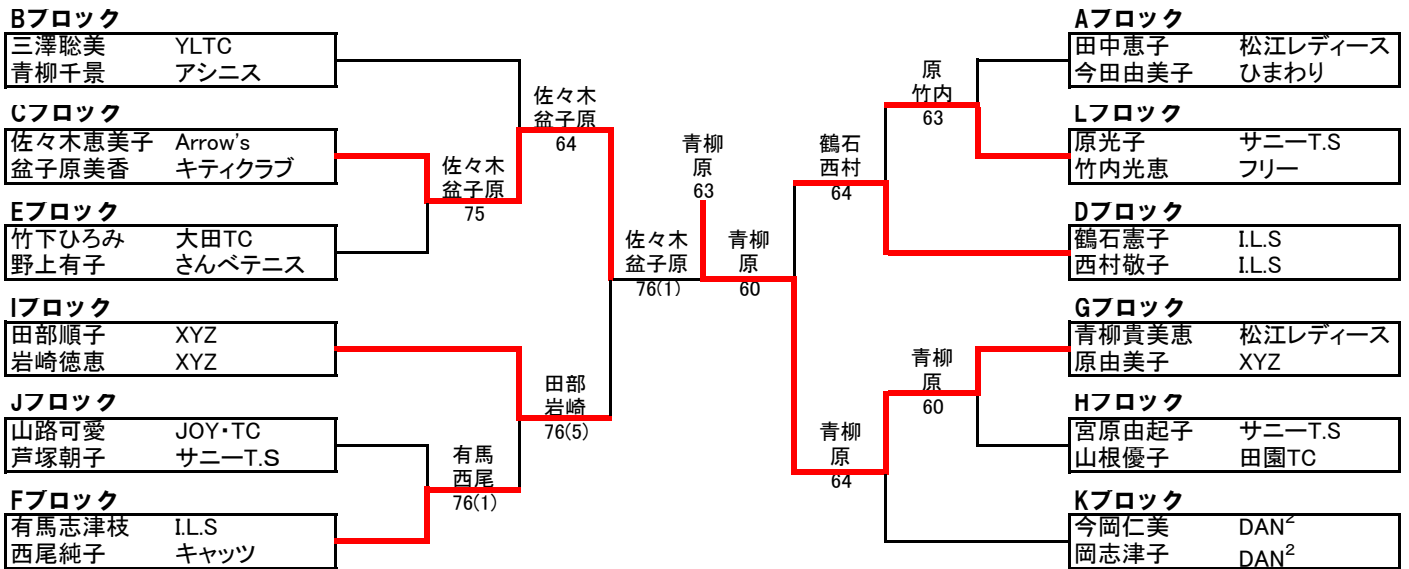 Bブロック
三澤聡美 YLTC
青柳千景 アシニス
Cブロック
佐々木恵美子 Arrow's
盆子原美香 キティクラブ
Eブロック
竹下ひろみ 大田TC
野上有子 さんべテニス
Iブロック
田部順子 XYZ
岩崎徳恵 XYZ
Jブロック
山路可愛 JOY・TC
芦塚朝子 サニーT.S
Fブロック
有馬志津枝 I.L.S
西尾純子 キャッツ
佐々木
盆子原
75
有馬
西尾
76(1)
佐々木
盆子原
64
田部
岩崎
76(5)
佐々木
盆子原
76(1)
青柳
原
63
青柳
原
60
鶴石
西村
64
青柳
原
64
原
竹内
63
青柳
原
60
Aブロック
田中恵子 松江レディース
今田由美子 ひまわり
Lブロック
原光子 サニーT.S
竹内光恵 フリー
Dブロック
鶴石憲子 I.L.S
西村敬子 I.L.S
Gブロック
青柳貴美恵 松江レディース
原由美子 XYZ
Hブロック
宮原由起子 サニーT.S
山根優子 田園TC
Kブロック
今岡仁美 DAN²
岡志津子 DAN²